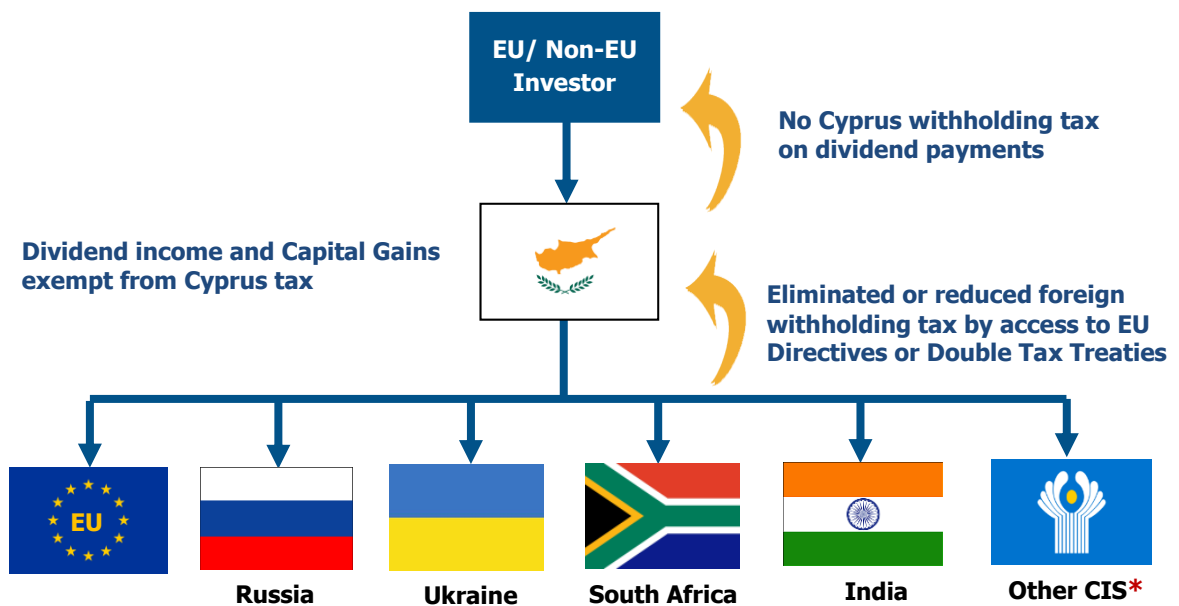 EU/ Non-EU
Investor
No Cyprus withholding tax
on dividend payments
Dividend income and Capital Gains
exempt from Cyprus tax
Eliminated or reduced foreign
withholding tax by access to EU
Directives or Double Tax Treaties
EU
Russia
Ukraine
South Africa
India
Other CIS*